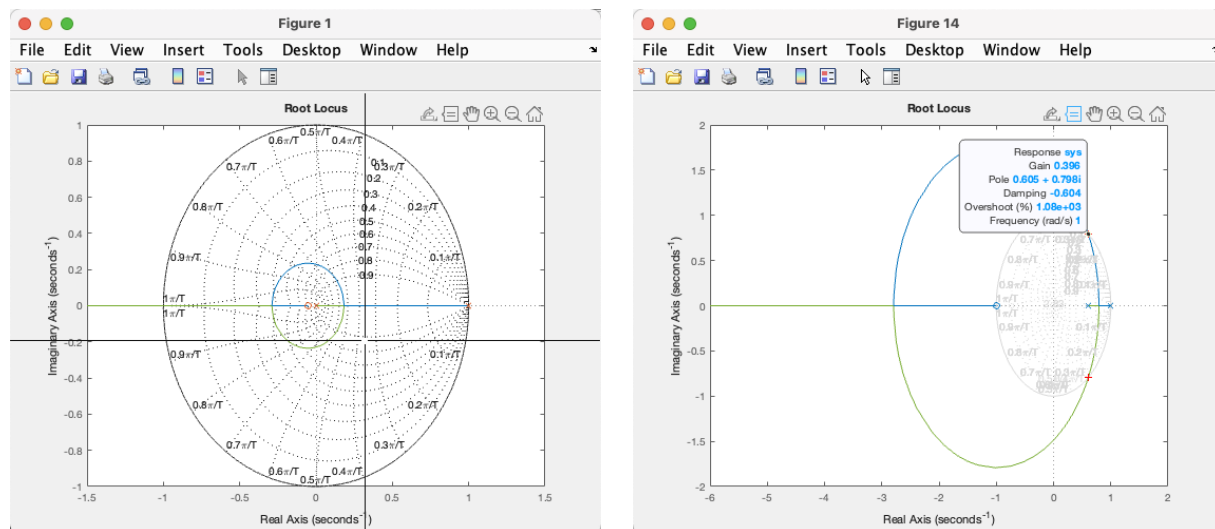 Figure 1
File Edit View Insert Tools Desktop Window Help
Root Locus
Imaginary Axis (seconds⁻¹)
1
0.8
0.6
0.4
0.2
0
-0.2
-0.4
-0.6
-0.8
-1
0.5π/T
0.6π/T
0.4π/T
0.7π/T
0.3π/T
0.8π/T
0.2π/T
0.9π/T
0.1π/T
1π/T
1π/T
0.9π/T
0.1π/T
0.8π/T
0.2π/T
0.7π/T
0.3π/T
0.6π/T
0.4π/T
0.5π/T
0.1
0.2
0.3
0.4
0.5
0.6
0.7
0.8
0.9
-1.5 -1 -0.5 0 0.5 1 1.5
Real Axis (seconds⁻¹)
Figure 14
File Edit View Insert Tools Desktop Window Help
Root Locus
Imaginary Axis (seconds⁻¹)
2
1.5
1
0.5
0
-0.5
-1
-1.5
-2
Response sys
Gain 0.396
Pole 0.605 + 0.798i
Damping -0.604
Overshoot (%) 1.08e+03
Frequency (rad/s) 1
0.8π/T
1π/T
1π/T
0.9π/T
0.1π/T
0.8π/T
0.2π/T
0.7π/T
0.3π/T
-6 -5 -4 -3 -2 -1 0 1 2
Real Axis (seconds⁻¹)